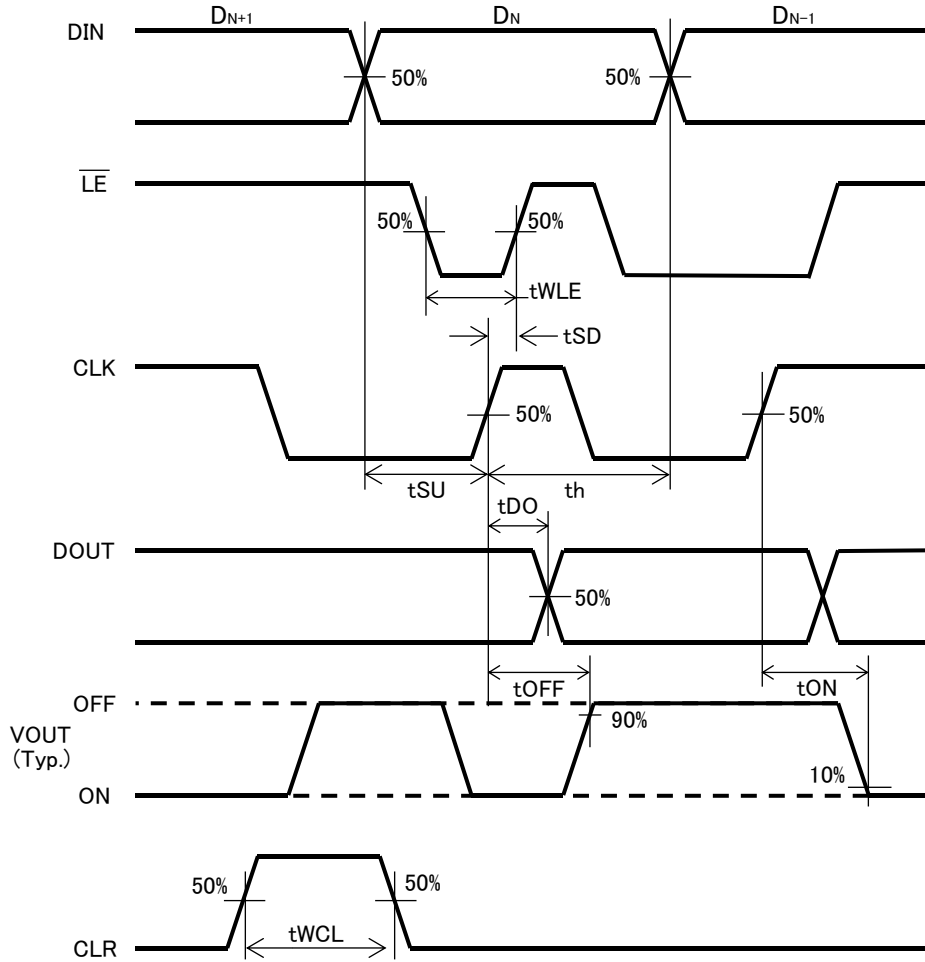 DN+1 DN DN-1
DIN
50% 50%
LE
50% 50%
tWLE
tSD
CLK
50% 50%
tSU th
tDO
DOUT
50%
tOFF tON
OFF
90%
VOUT
(Typ.)
10%
ON
50% 50%
tWCL
CLR